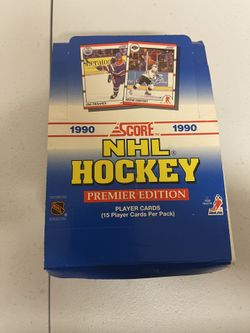 1990
SCORE
1990
NHL
HOCKEY
PREMIER EDITION
PLAYER CARDS
(15 Player Cards Per Pack)